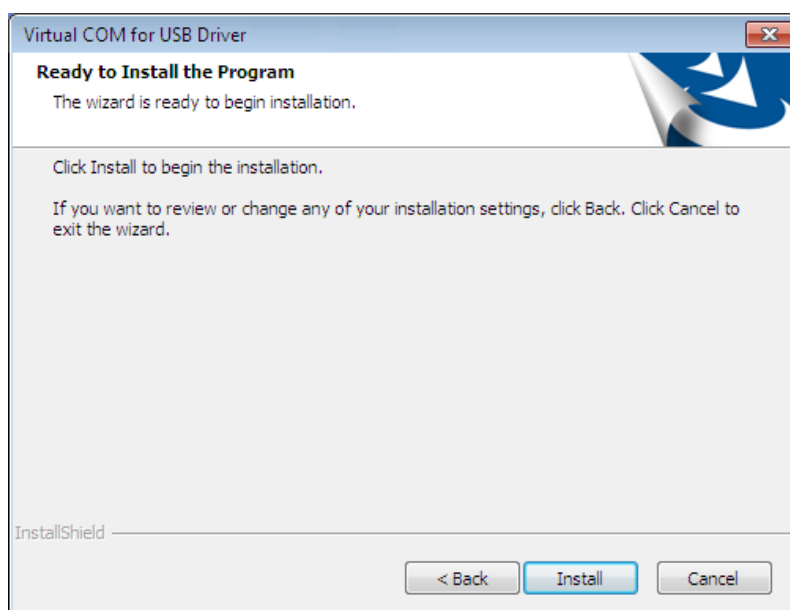 Virtual COM for USB Driver
Ready to Install the Program
The wizard is ready to begin installation.
Click Install to begin the installation.
If you want to review or change any of your installation settings, click Back. Click Cancel to
exit the wizard.
InstallShield
< Back Install Cancel